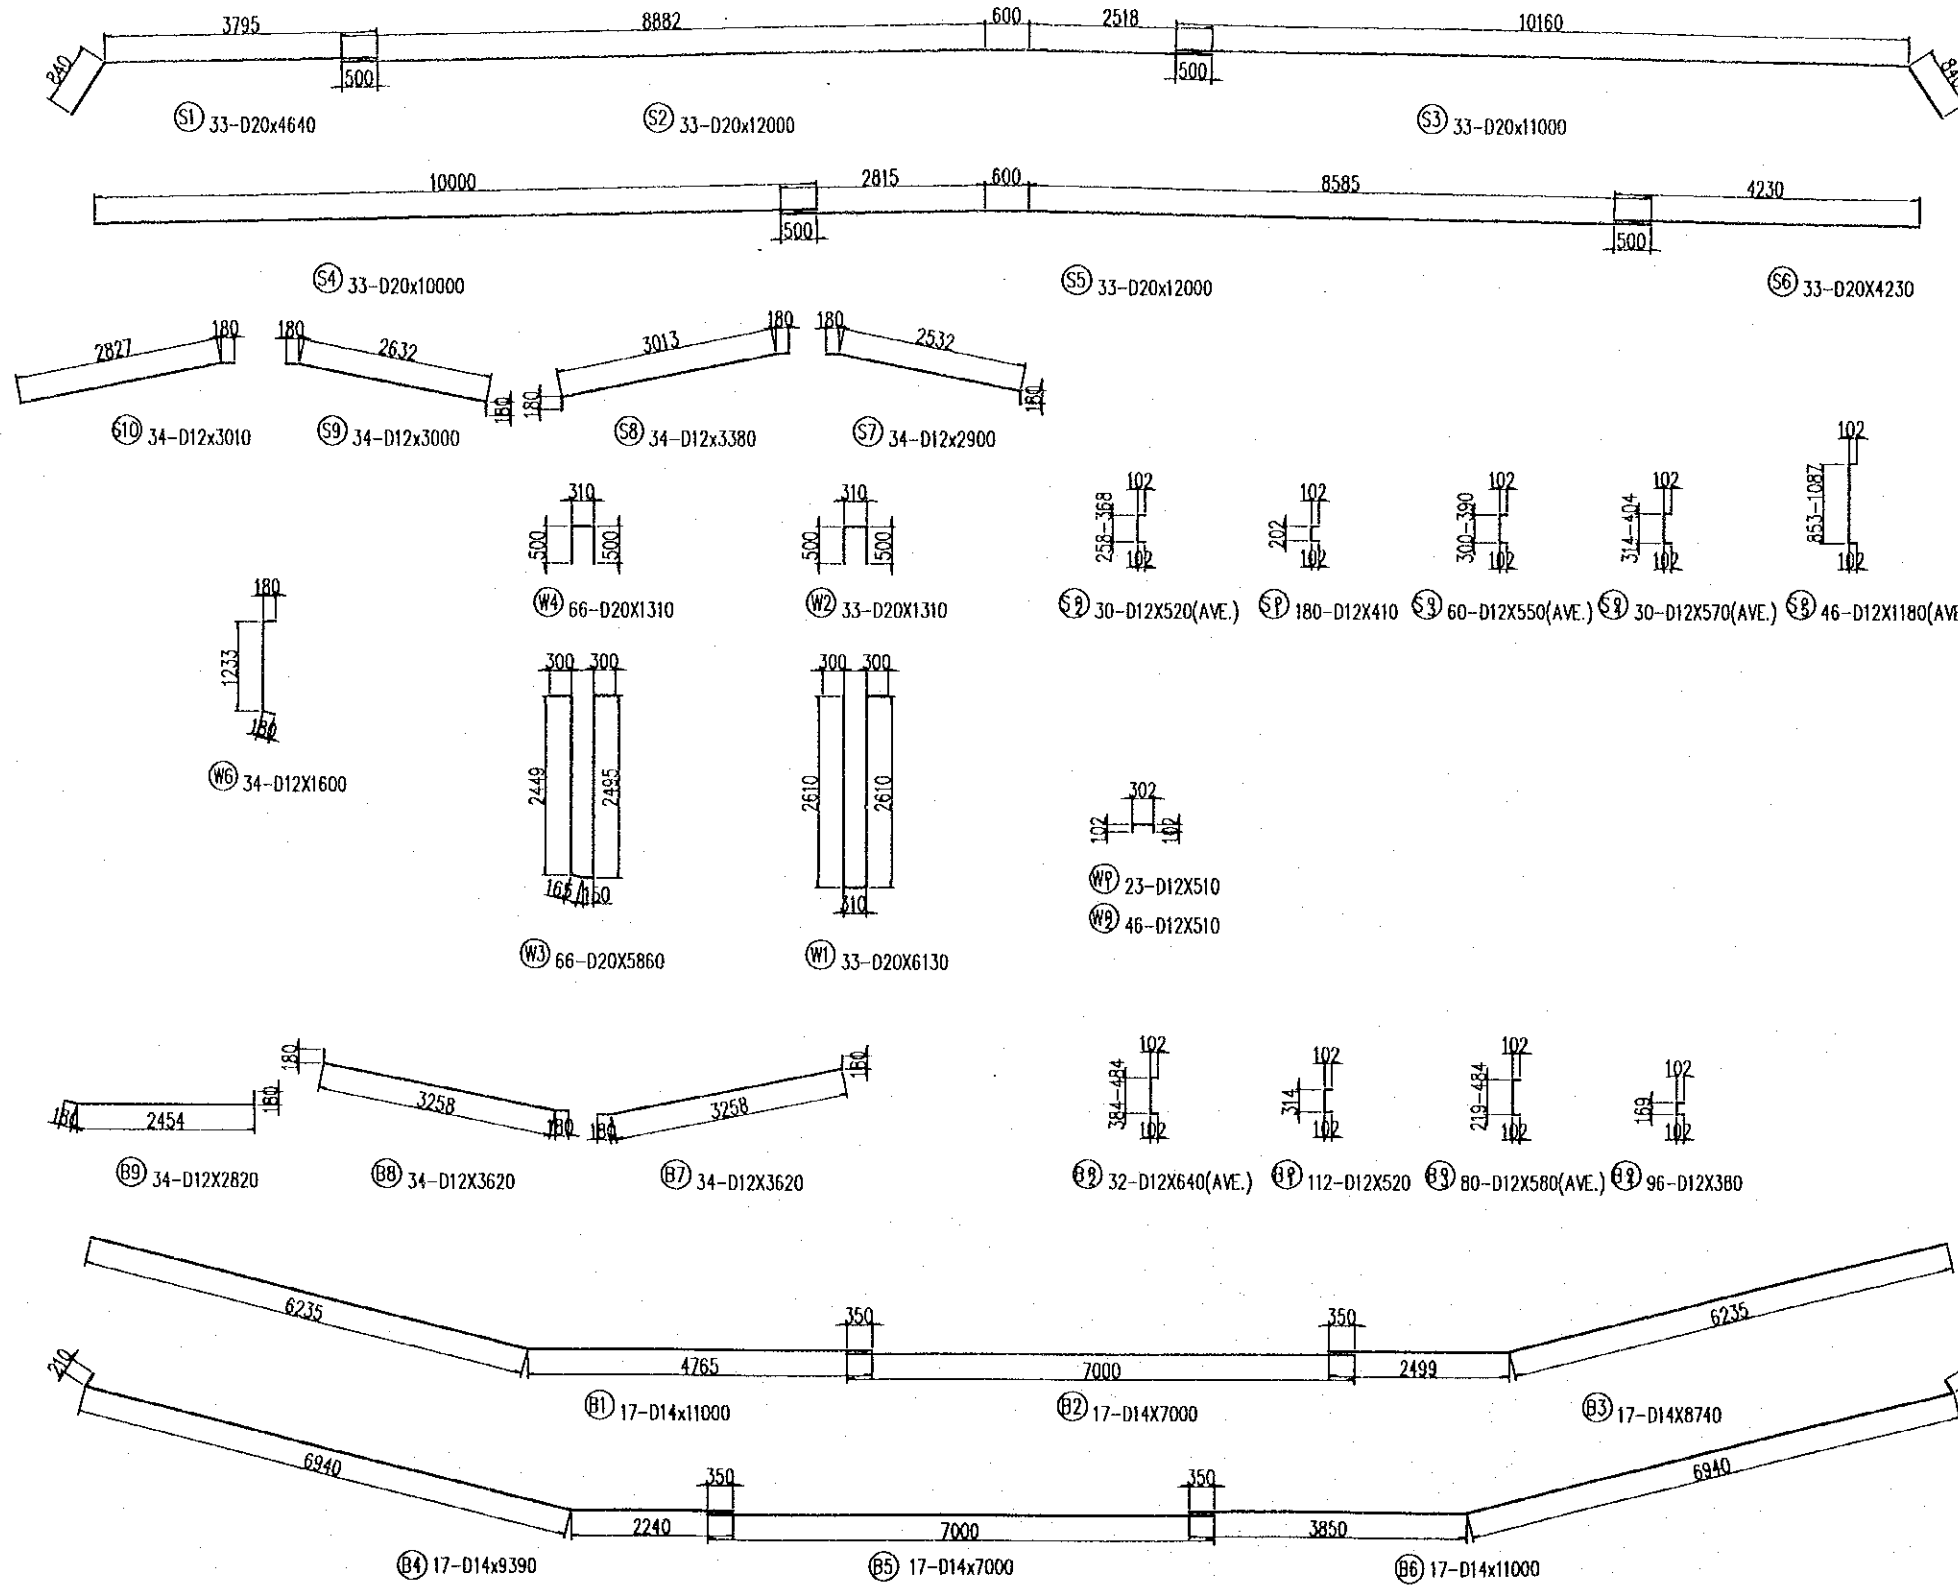 3795 8882 600 2518 10160
840 500 500
S1 33-D20x4640 S2 33-D20x12000 S3 33-D20x11000
10000 2815 600 8585 4230
500 500
S4 33-D20x10000 S5 33-D20x12000 S6 33-D20X4230
2827 180 180 2632 180 180 3013 180 180 2532 180
S10 34-D12x3010 S9 34-D12x3000 S8 34-D12x3380 S7 34-D12x2900
310 500 500
W4 66-D20X1310
310 500 500
W2 33-D20X1310
102 258-368 102
30-D12X520(AVE.)
102 202 102
180-D12X410
102 300-390 102
60-D12X550(AVE.)
102 314-404 102
30-D12X570(AVE.)
102 853-1087 102
46-D12X1180(AVE
180 1233 180
W6 34-D12X1600
300 300 2449 2495 165 150
W3 66-D20X5860
300 300 2610 2610 310
W1 33-D20X6130
302 102 102
23-D12X510
46-D12X510
180 2454 180
B9 34-D12X2820
180 3258 180
B8 34-D12X3620
180 3258 180
B7 34-D12X3620
102 384-484 102
32-D12X640(AVE.)
102 314 102
112-D12X520
102 219-484 102
80-D12X580(AVE.)
102 169 102
96-D12X380
6235 4765 350 7000 350 2499 6235
B1 17-D14x11000 B2 17-D14X7000 B3 17-D14X8740
210 6940 2240 350 7000 350 3850 6940
B4 17-D14x9390 B5 17-D14x7000 B6 17-D14x11000